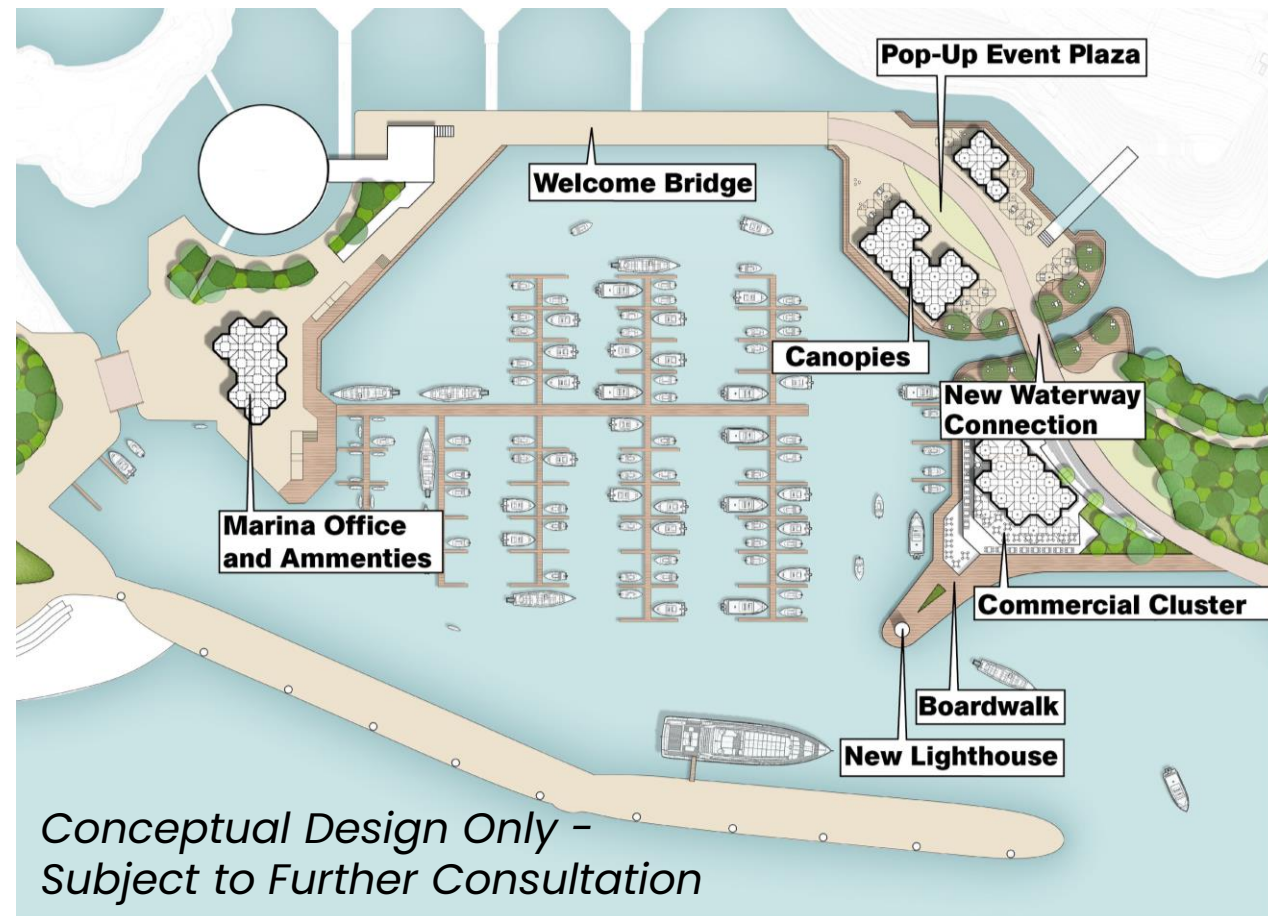 Pop-Up Event Plaza
Welcome Bridge
Canopies
New Waterway
Connection
Marina Office
and Ammenties
Commercial Cluster
Boardwalk
New Lighthouse
Conceptual Design Only -
Subject to Further Consultation